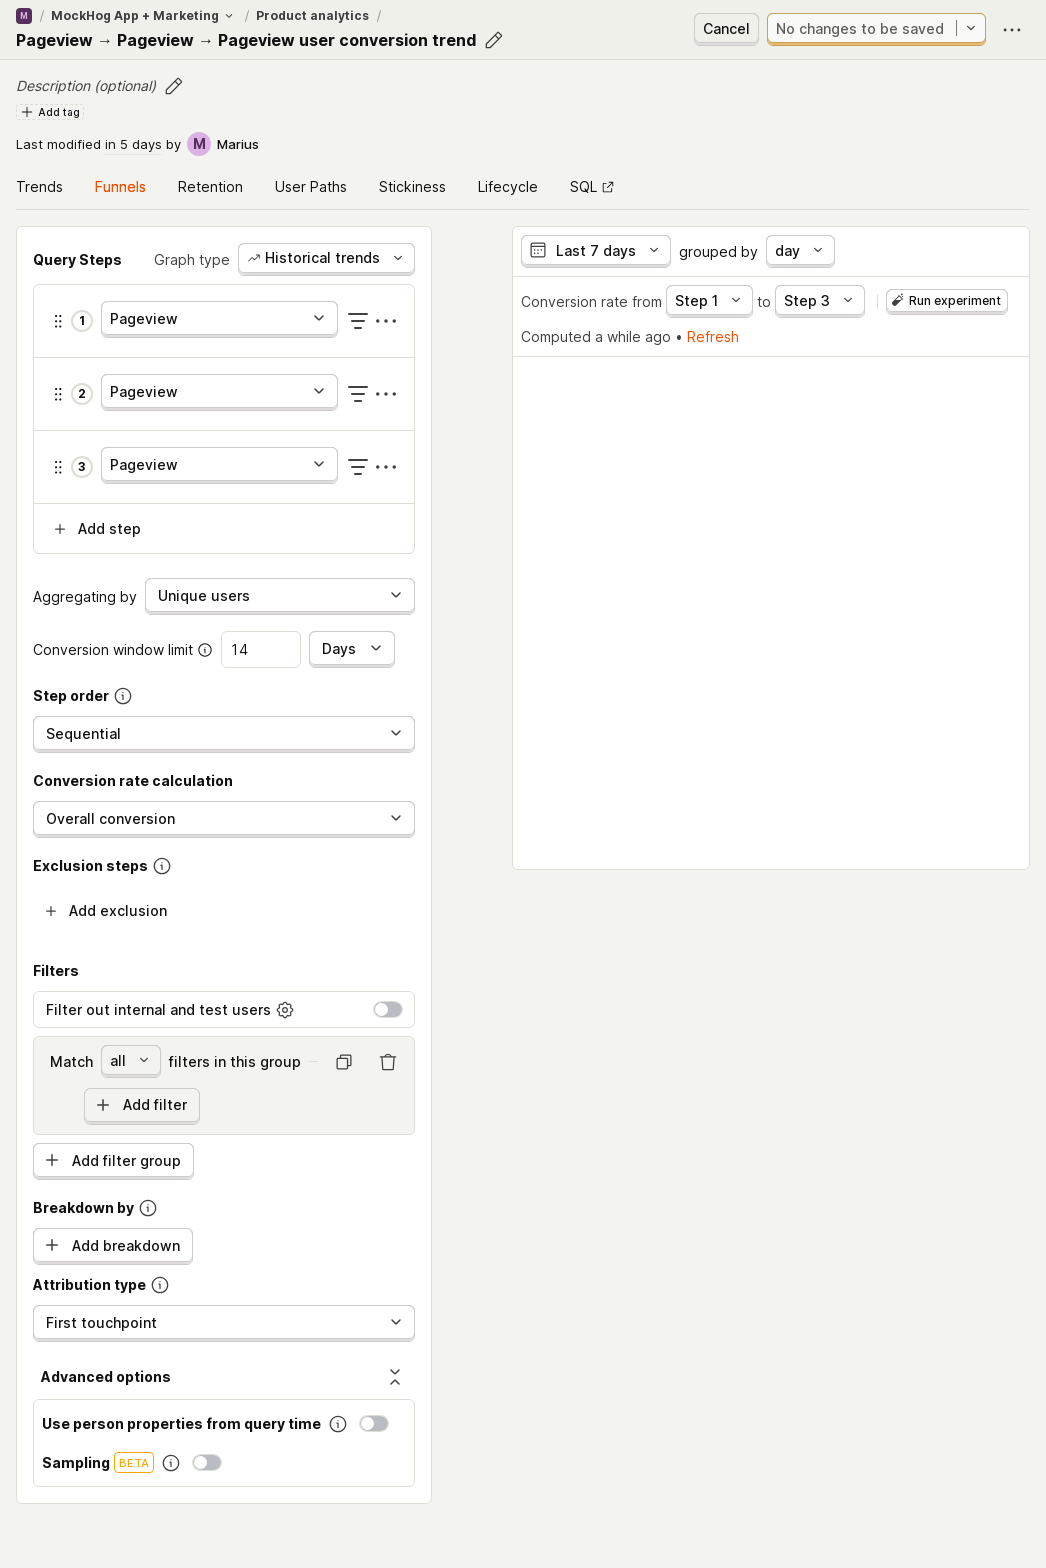 M / MockHog App + Marketing / Product analytics /
Pageview → Pageview → Pageview user conversion trend
Cancel
No changes to be saved
Description (optional)
Add tag
Last modified in 5 days by M Marius
Trends Funnels Retention User Paths Stickiness Lifecycle SQL
Query Steps Graph type Historical trends
1 Pageview
2 Pageview
3 Pageview
Add step
Aggregating by Unique users
Conversion window limit 14 Days
Step order
Sequential
Conversion rate calculation
Overall conversion
Exclusion steps
Add exclusion
Filters
Filter out internal and test users
Match all filters in this group
Add filter
Add filter group
Breakdown by
Add breakdown
Attribution type
First touchpoint
Advanced options
Use person properties from query time
Sampling BETA
Last 7 days grouped by day
Conversion rate from Step 1 to Step 3 Run experiment
Computed a while ago • Refresh